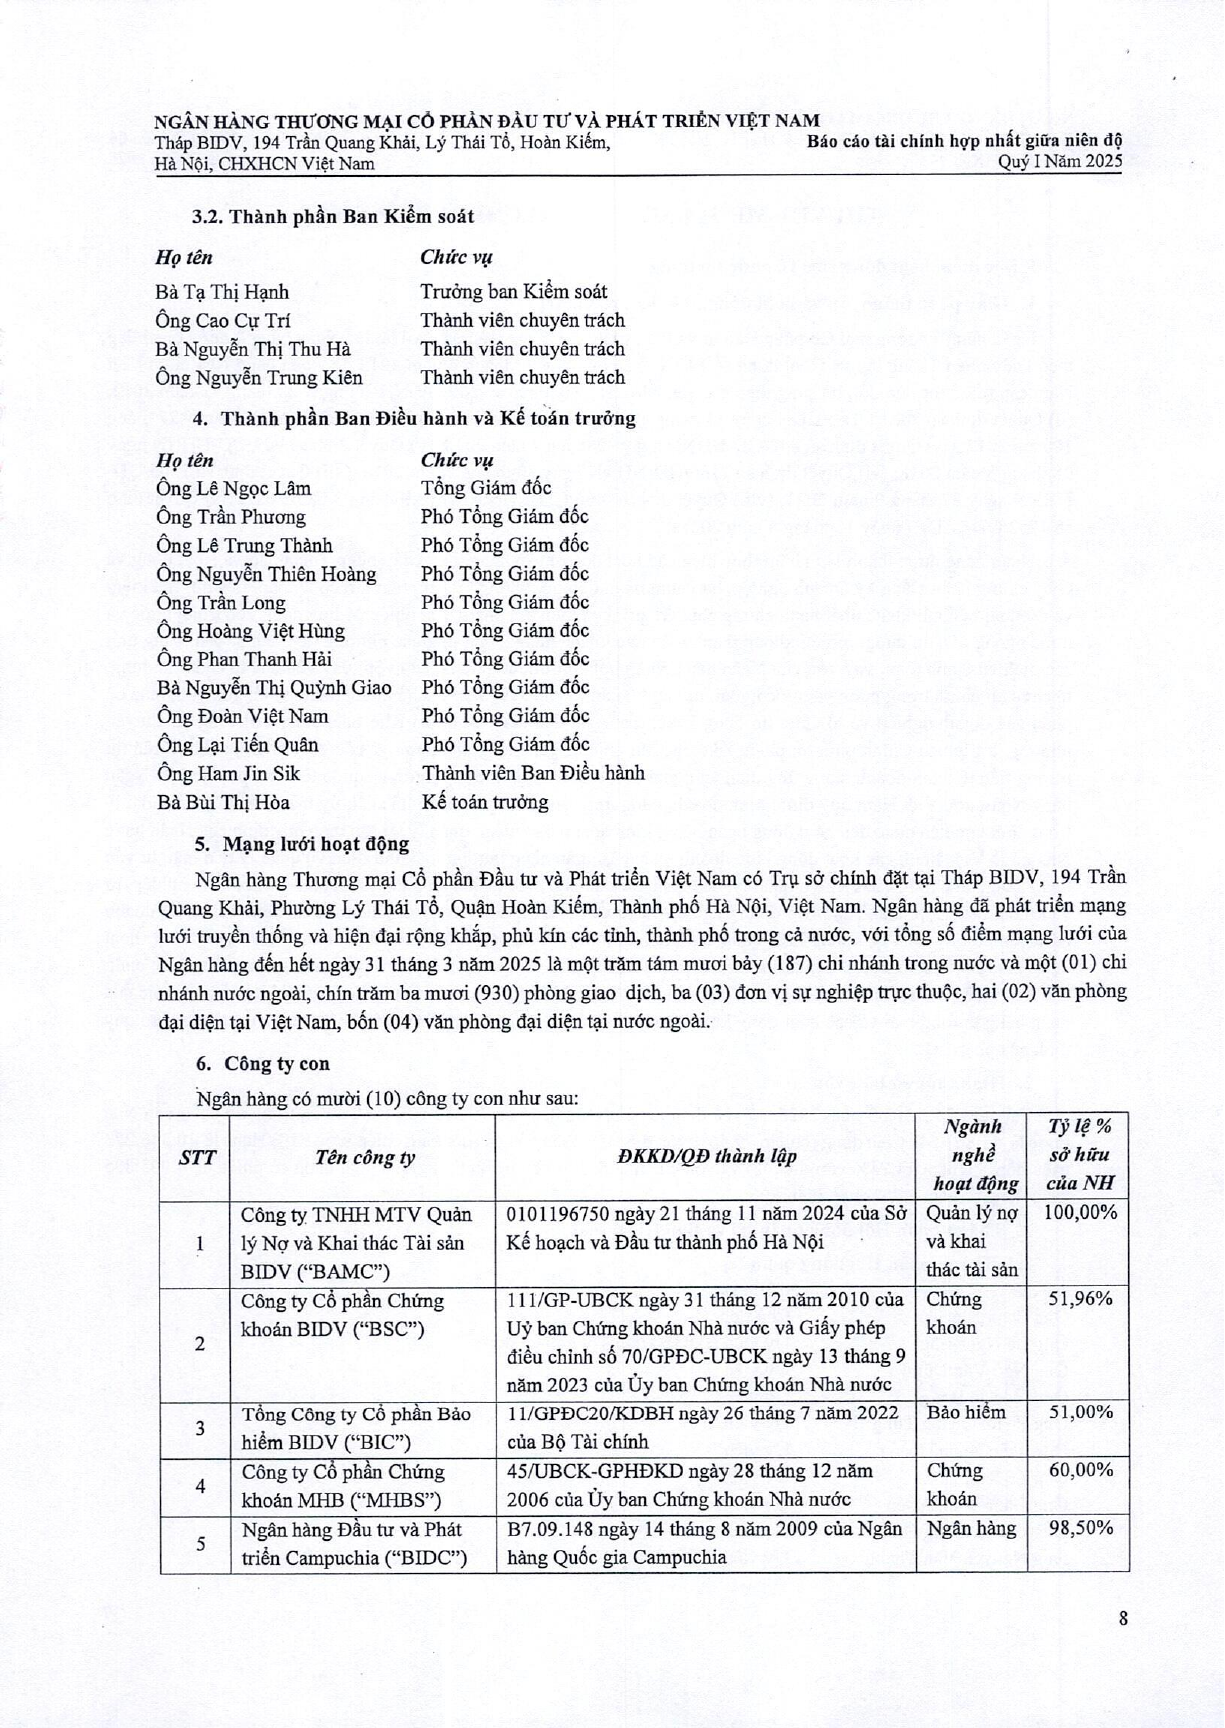 NGÂN HÀNG THƯƠNG MẠI CỔ PHẦN ĐẦU TƯ VÀ PHÁT TRIỂN VIỆT NAM
Tháp BIDV, 194 Trần Quang Khải, Lý Thái Tổ, Hoàn Kiếm,
Hà Nội, CHXHCN Việt Nam
Báo cáo tài chính hợp nhất giữa niên độ
Quý I Năm 2025
3.2. Thành phần Ban Kiểm soát
Họ tên Chức vụ
Bà Tạ Thị Hạnh Trưởng ban Kiểm soát
Ông Cao Cự Trí Thành viên chuyên trách
Bà Nguyễn Thị Thu Hà Thành viên chuyên trách
Ông Nguyễn Trung Kiên Thành viên chuyên trách
4. Thành phần Ban Điều hành và Kế toán trưởng
Họ tên Chức vụ
Ông Lê Ngọc Lâm Tổng Giám đốc
Ông Trần Phương Phó Tổng Giám đốc
Ông Lê Trung Thành Phó Tổng Giám đốc
Ông Nguyễn Thiên Hoàng Phó Tổng Giám đốc
Ông Trần Long Phó Tổng Giám đốc
Ông Hoàng Việt Hùng Phó Tổng Giám đốc
Ông Phan Thanh Hải Phó Tổng Giám đốc
Bà Nguyễn Thị Quỳnh Giao Phó Tổng Giám đốc
Ông Đoàn Việt Nam Phó Tổng Giám đốc
Ông Lại Tiến Quân Phó Tổng Giám đốc
Ông Ham Jin Sik Thành viên Ban Điều hành
Bà Bùi Thị Hòa Kế toán trưởng
5. Mạng lưới hoạt động
Ngân hàng Thương mại Cổ phần Đầu tư và Phát triển Việt Nam có Trụ sở chính đặt tại Tháp BIDV, 194 Trần
Quang Khải, Phường Lý Thái Tổ, Quận Hoàn Kiếm, Thành phố Hà Nội, Việt Nam. Ngân hàng đã phát triển mạng
lưới truyền thống và hiện đại rộng khắp, phủ kín các tỉnh, thành phố trong cả nước, với tổng số điểm mạng lưới của
Ngân hàng đến hết ngày 31 tháng 3 năm 2025 là một trăm tám mươi bảy (187) chi nhánh trong nước và một (01) chi
nhánh nước ngoài, chín trăm ba mươi (930) phòng giao dịch, ba (03) đơn vị sự nghiệp trực thuộc, hai (02) văn phòng
đại diện tại Việt Nam, bốn (04) văn phòng đại diện tại nước ngoài.
6. Công ty con
Ngân hàng có mười (10) công ty con như sau:
STT
Tên công ty
ĐKKD/QĐ thành lập
Ngành
nghề
hoạt động
Tỷ lệ %
sở hữu
của NH
1
Công ty TNHH MTV Quản
lý Nợ và Khai thác Tài sản
BIDV (“BAMC”)
0101196750 ngày 21 tháng 11 năm 2024 của Sở
Kế hoạch và Đầu tư thành phố Hà Nội
Quản lý nợ
và khai
thác tài sản
100,00%
2
Công ty Cổ phần Chứng
khoán BIDV (“BSC”)
111/GP-UBCK ngày 31 tháng 12 năm 2010 của
Uỷ ban Chứng khoán Nhà nước và Giấy phép
điều chỉnh số 70/GPĐC-UBCK ngày 13 tháng 9
năm 2023 của Ủy ban Chứng khoán Nhà nước
Chứng
khoán
51,96%
3
Tổng Công ty Cổ phần Bảo
hiểm BIDV (“BIC”)
11/GPĐC20/KDBH ngày 26 tháng 7 năm 2022
của Bộ Tài chính
Bảo hiểm
51,00%
4
Công ty Cổ phần Chứng
khoán MHB (“MHBS”)
45/UBCK-GPHĐKD ngày 28 tháng 12 năm
2006 của Ủy ban Chứng khoán Nhà nước
Chứng
khoán
60,00%
5
Ngân hàng Đầu tư và Phát
triển Campuchia (“BIDC”)
B7.09.148 ngày 14 tháng 8 năm 2009 của Ngân
hàng Quốc gia Campuchia
Ngân hàng
98,50%
8